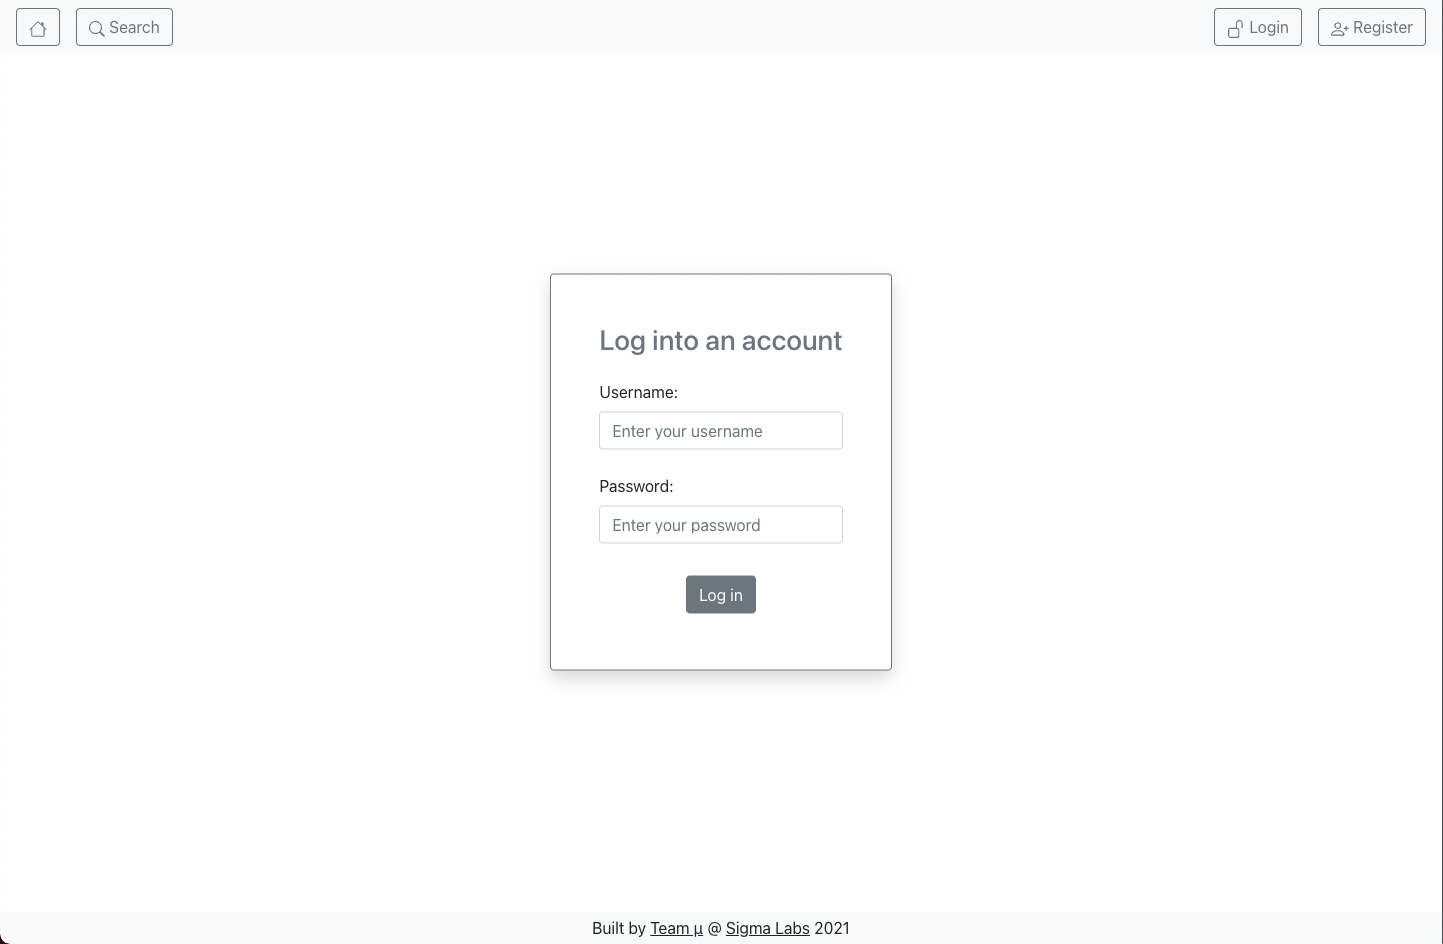 Search
Login
Register
Log into an account
Username:
Enter your username
Password:
Enter your password
Log in
Built by Team µ @ Sigma Labs 2021